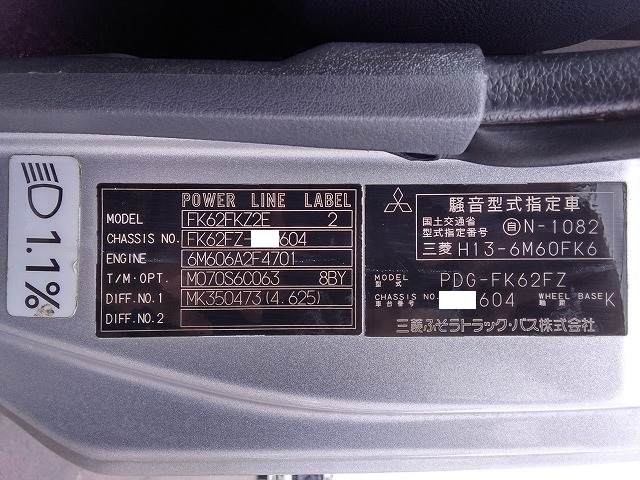 1.1%
POWER LINE LABEL
MODEL FK62FKZ2E 2
CHASSIS NO. FK62FZ- 604
ENGINE 6M606A2F4701
T/M・OPT. M070S6C063 8BY
DIFF.NO.1 MK350473(4.625)
DIFF.NO.2
騒音型式指定車
国土交通省
型式指定番号 自N-1082
三菱 H13-6M60FK6
MODEL
型式 PDG-FK62FZ
CHASSIS NO. 604 WHEEL BASE K
車台番号 軸距
三菱ふそうトラック・バス株式会社